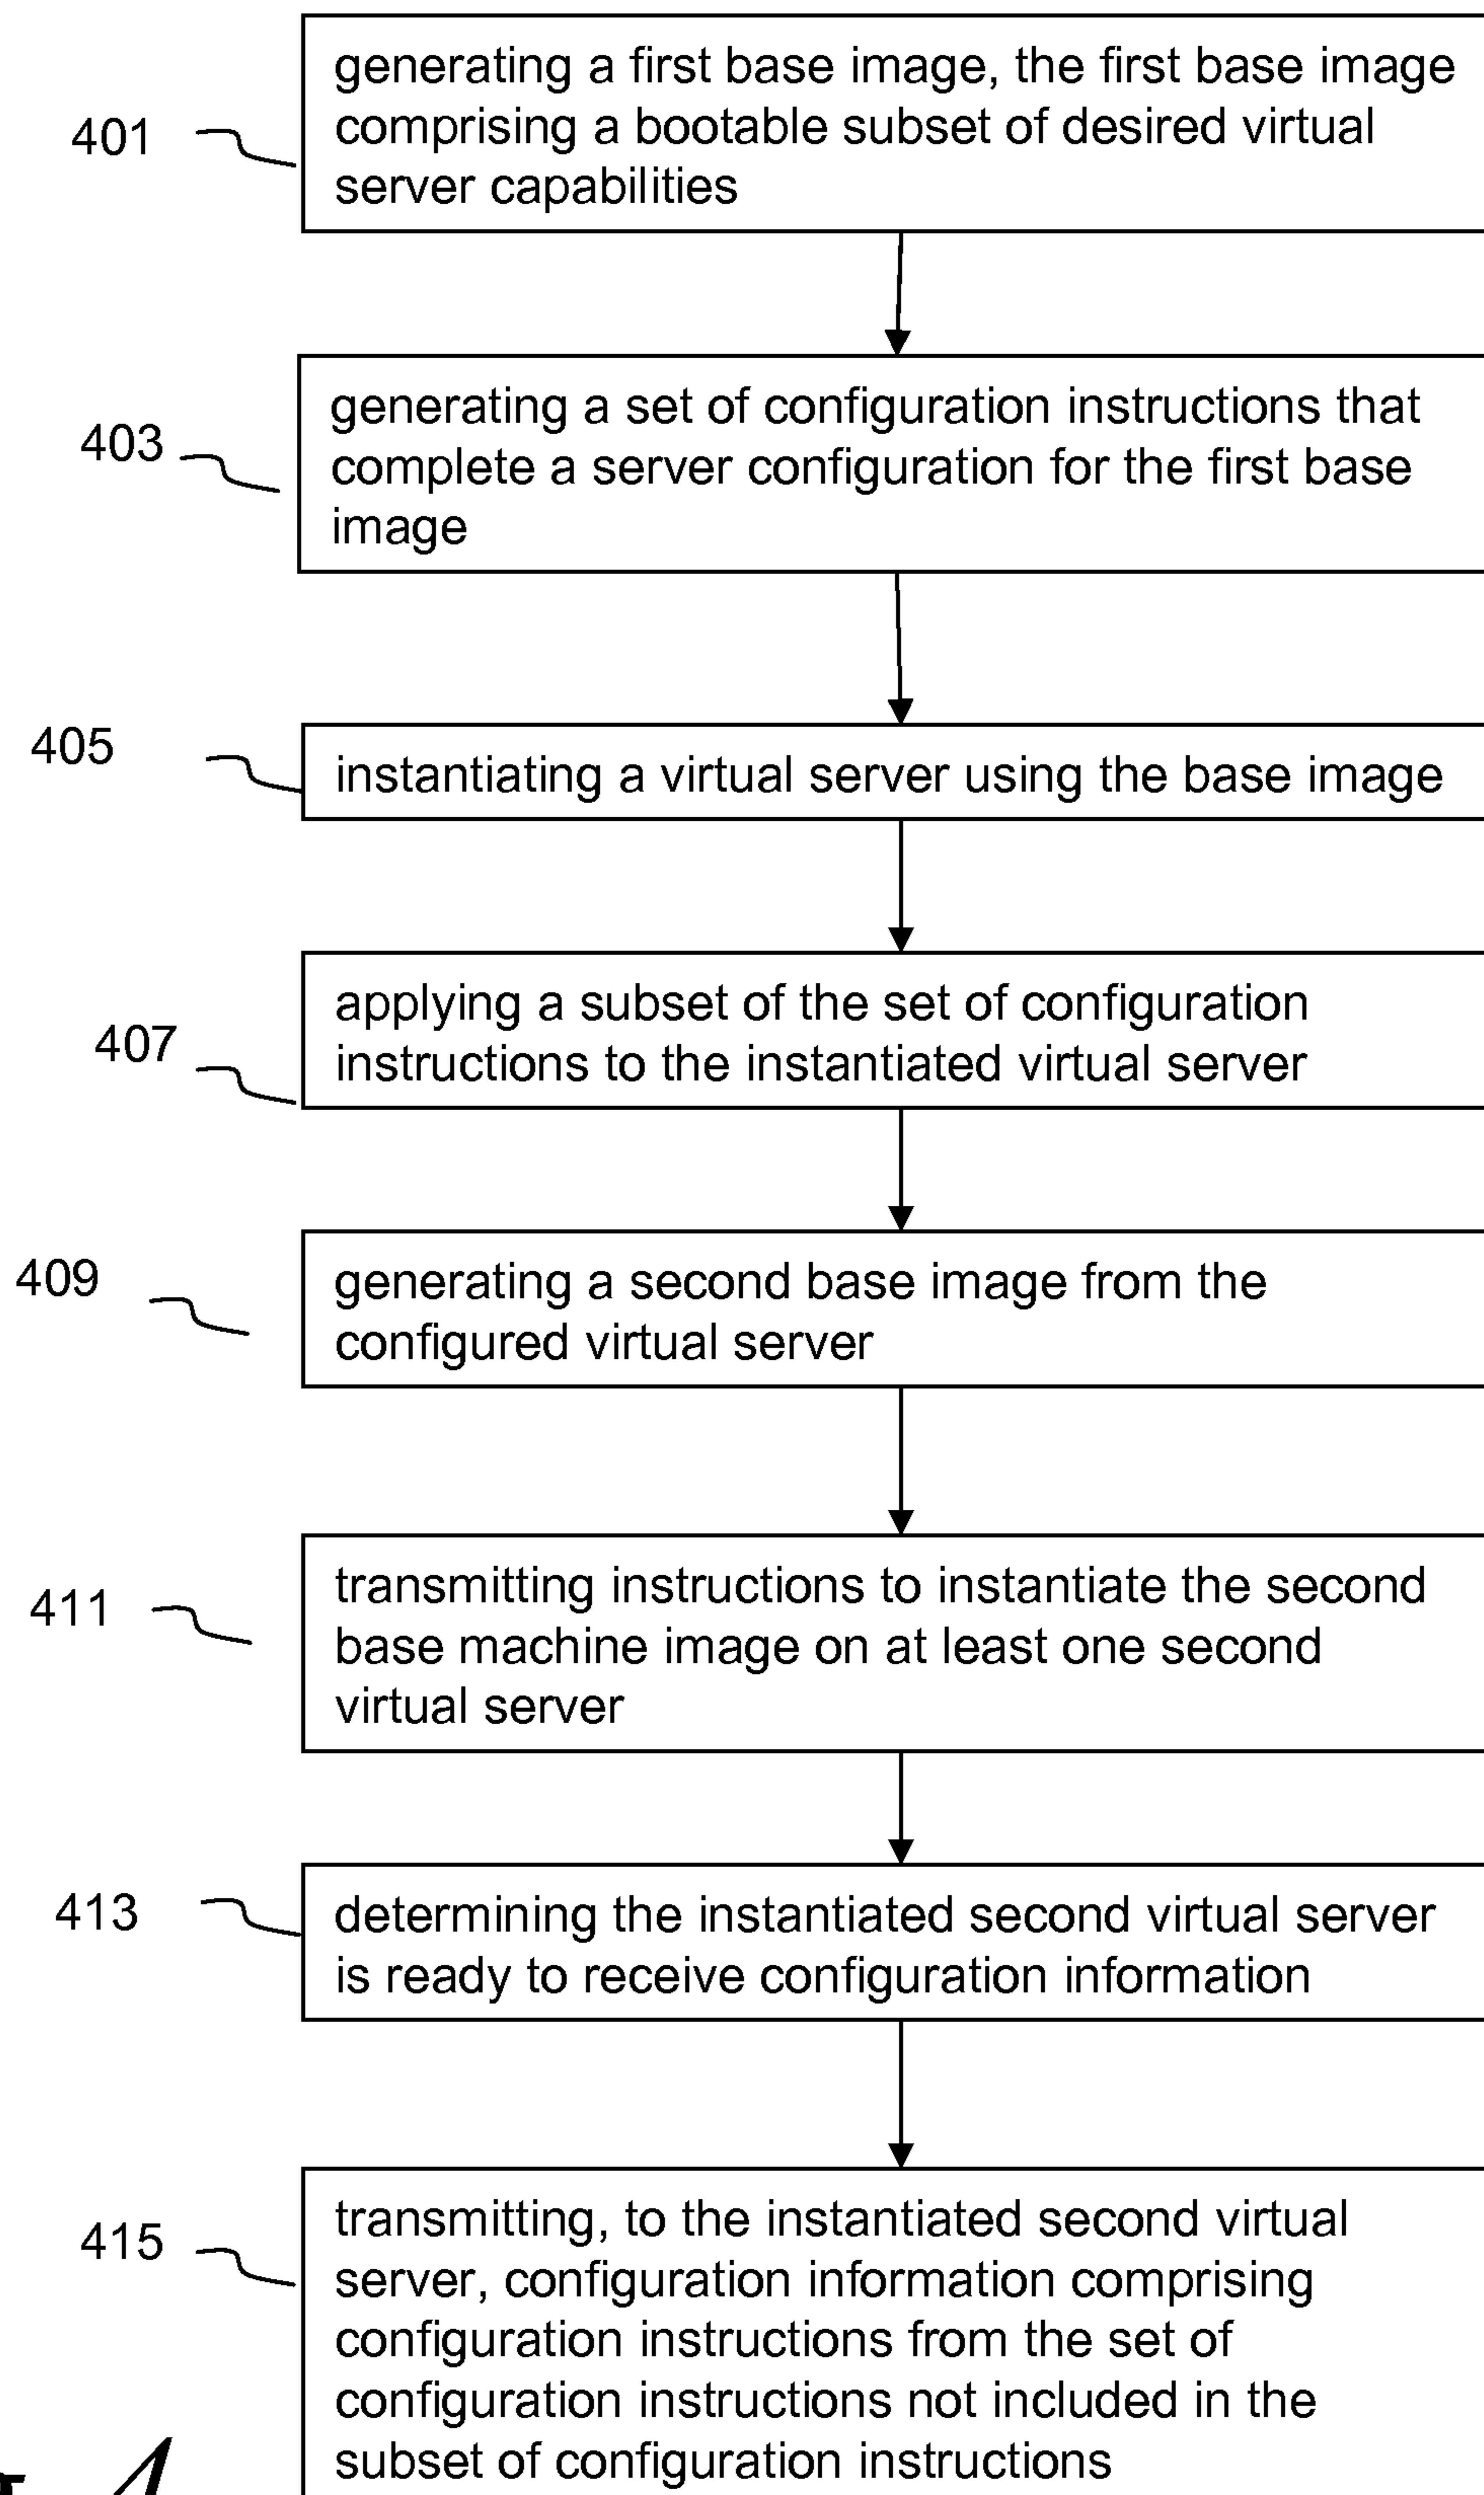 generating a first base image, the first base image
comprising a bootable subset of desired virtual
server capabilities
401
generating a set of configuration instructions that
complete a server configuration for the first base
image
403
405
instantiating a virtual server using the base image
applying a subset of the set of configuration
instructions to the instantiated virtual server
407
409
generating a second base image from the
configured virtual server
411
transmitting instructions to instantiate the second
base machine image on at least one second
virtual server
413
determining the instantiated second virtual server
is ready to receive configuration information
415
transmitting, to the instantiated second virtual
server, configuration information comprising
configuration instructions from the set of
configuration instructions not included in the
subset of configuration instructions